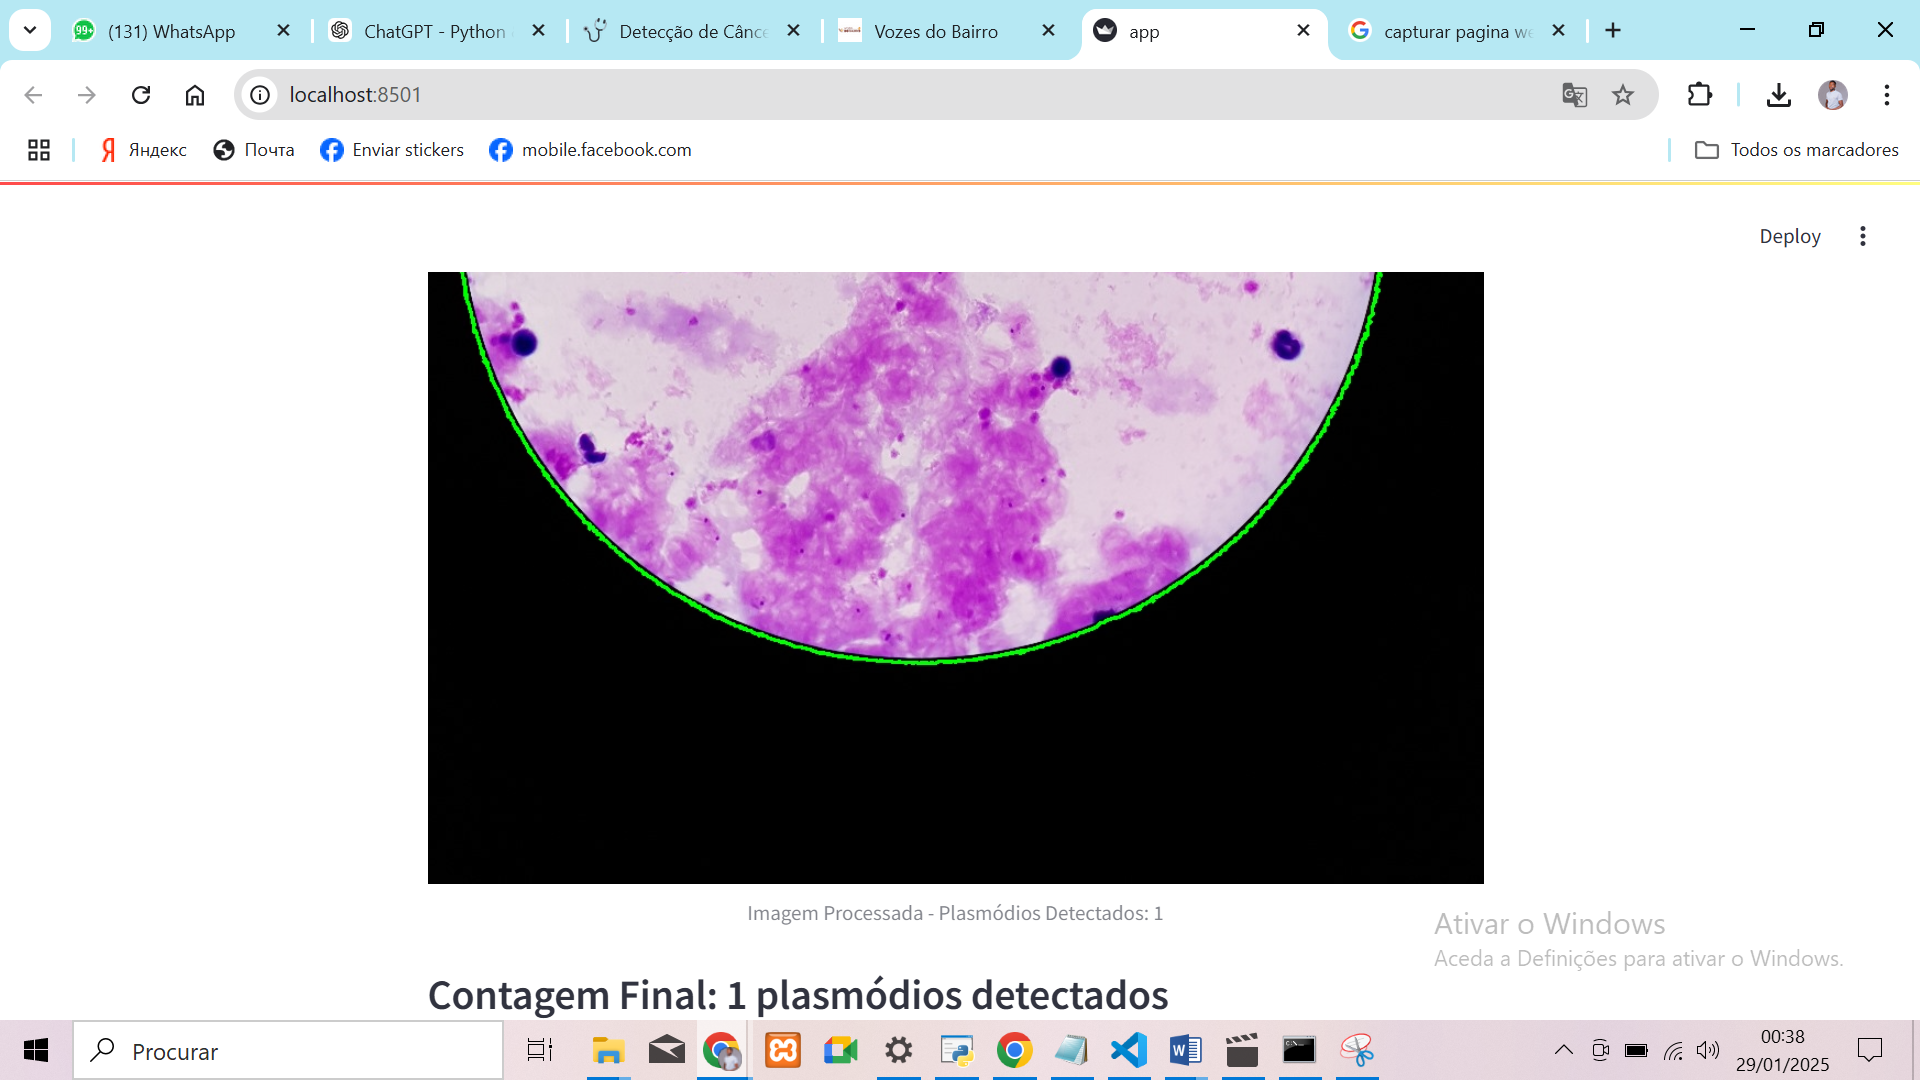 (131) WhatsApp
ChatGPT - Python
Detecção de Cânce
Vozes do Bairro
app
capturar pagina we
localhost:8501
Яндекс
Почта
Enviar stickers
mobile.facebook.com
Todos os marcadores
Deploy
Imagem Processada - Plasmódios Detectados: 1
Contagem Final: 1 plasmódios detectados
Ativar o Windows
Aceda a Definições para ativar o Windows.
Procurar
00:38
29/01/2025